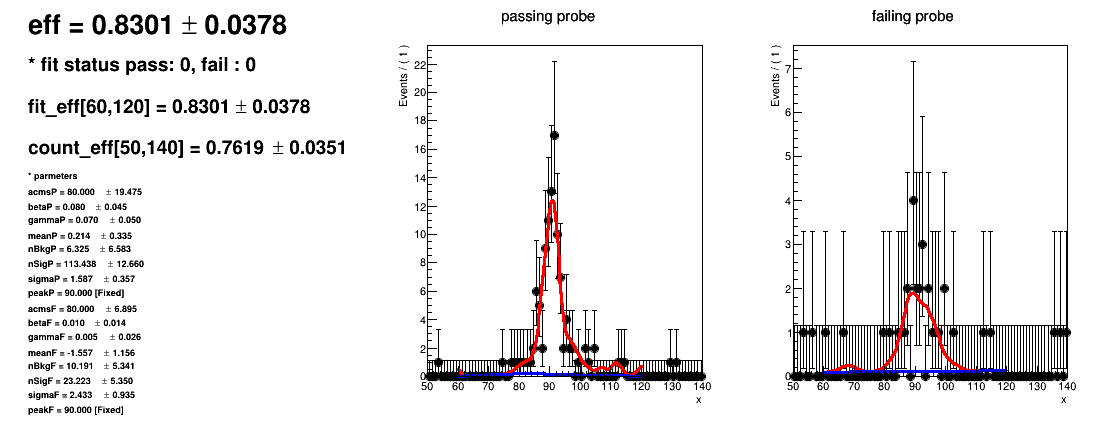 eff = 0.8301 ± 0.0378
* fit status pass: 0, fail : 0
fit_eff[60,120] = 0.8301 ± 0.0378
count_eff[50,140] = 0.7619 ± 0.0351
* parmeters
acmsP = 80.000 ± 19.475
betaP = 0.080 ± 0.045
gammaP = 0.070 ± 0.050
meanP = 0.214 ± 0.335
nBkgP = 6.325 ± 6.583
nSigP = 113.438 ± 12.660
sigmaP = 1.587 ± 0.357
peakP = 90.000 [Fixed]
acmsF = 80.000 ± 6.895
betaF = 0.010 ± 0.014
gammaF = 0.005 ± 0.026
meanF = -1.557 ± 1.156
nBkgF = 10.191 ± 5.341
nSigF = 23.223 ± 5.350
sigmaF = 2.433 ± 0.935
peakF = 90.000 [Fixed]
passing probe
Events / ( 1 )
22
20
18
16
14
12
10
8
6
4
2
0
50 60 70 80 90 100 110 120 130 140
x
failing probe
Events / ( 1 )
7
6
5
4
3
2
1
0
50 60 70 80 90 100 110 120 130 140
x